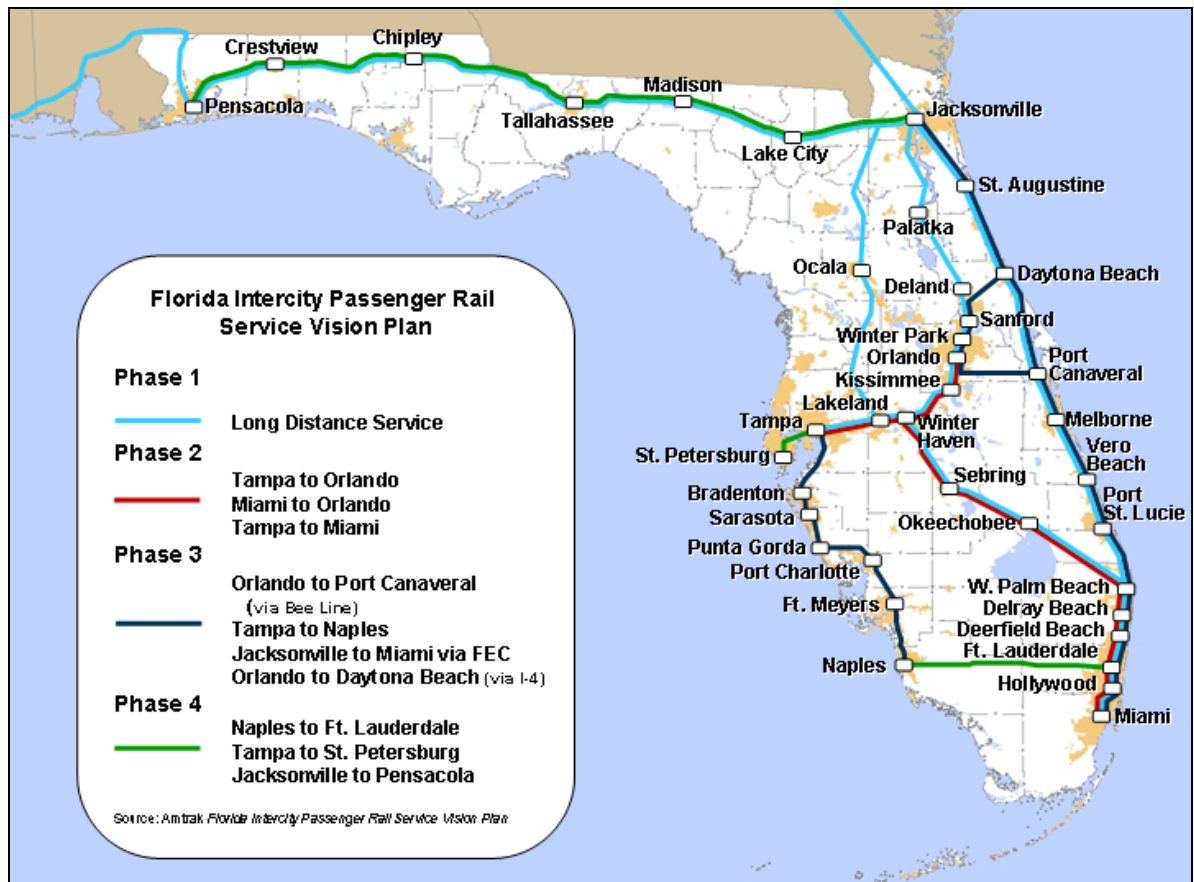 Crestview
Chipley
Pensacola
Tallahassee
Madison
Lake City
Jacksonville
St. Augustine
Palatka
Ocala
Daytona Beach
Deland
Sanford
Winter Park
Orlando
Kissimmee
Port
Canaveral
Lakeland
Tampa
Winter
Haven
Melborne
St. Petersburg
Vero
Beach
Sebring
Bradenton
Port
St. Lucie
Sarasota
Okeechobee
Punta Gorda
Port Charlotte
W. Palm Beach
Ft. Meyers
Delray Beach
Deerfield Beach
Ft. Lauderdale
Naples
Hollywood
Miami
Florida Intercity Passenger Rail
Service Vision Plan
Phase 1
Long Distance Service
Phase 2
Tampa to Orlando
Miami to Orlando
Tampa to Miami
Phase 3
Orlando to Port Canaveral
(via Bee Line)
Tampa to Naples
Jacksonville to Miami via FEC
Orlando to Daytona Beach (via I-4)
Phase 4
Naples to Ft. Lauderdale
Tampa to St. Petersburg
Jacksonville to Pensacola
Source: Amtrak Florida Intercity Passenger Rail Service Vision Plan